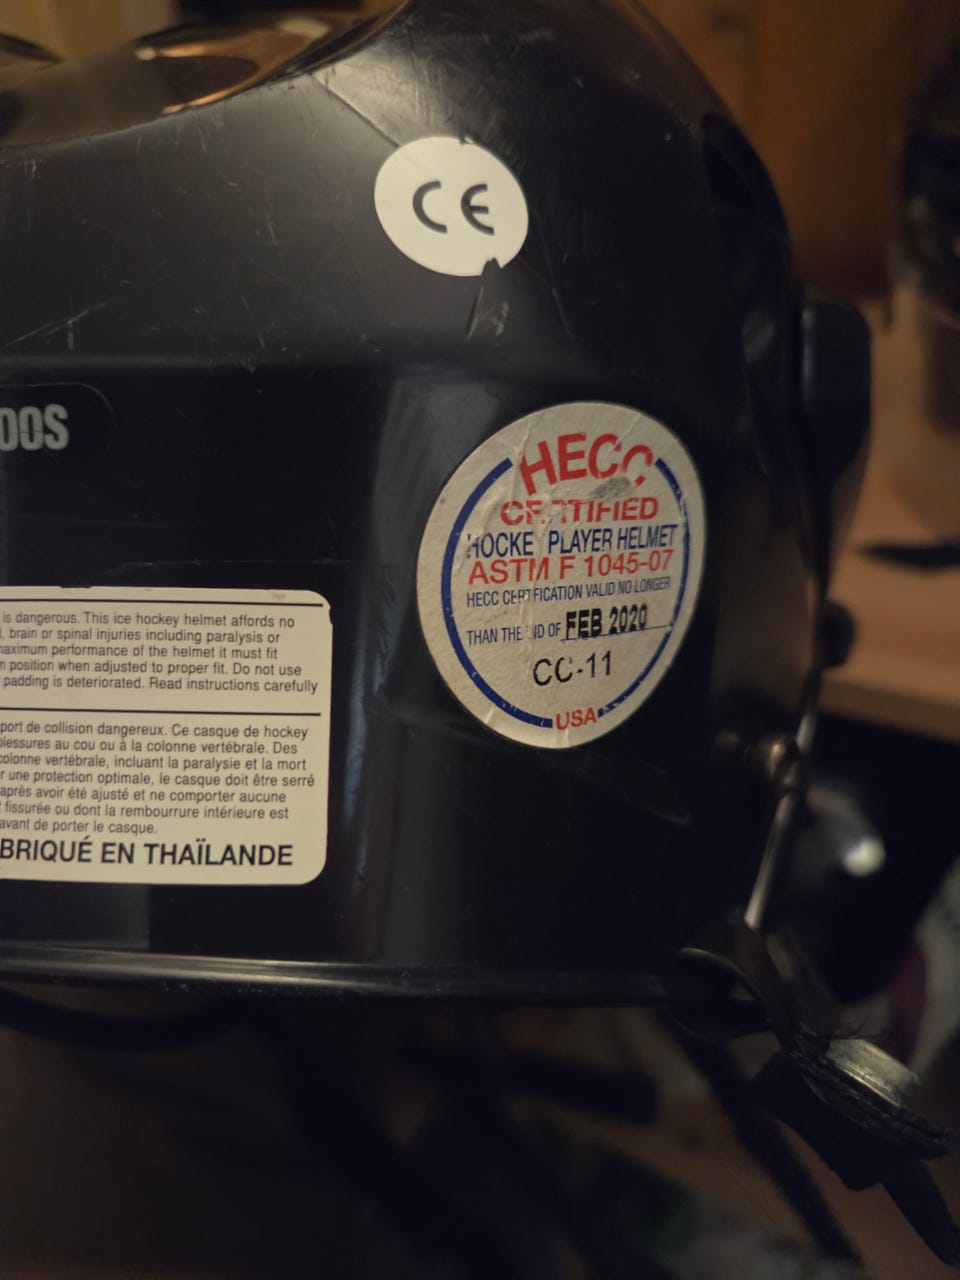 CE
00S
HECC
CERTIFIED
HOCKE PLAYER HELMET
ASTM F 1045-07
HECC CERTIFICATION VALID NO LONGER
THAN THE END OF FEB 2020
CC-11
USA
is dangerous. This ice hockey helmet affords no
, brain or spinal injuries including paralysis or
maximum performance of the helmet it must fit
position when adjusted to proper fit. Do not use
padding is deteriorated. Read instructions carefully
port de collision dangereux. Ce casque de hockey
blessures au cou ou à la colonne vertébrale. Des
colonne vertébrale, incluant la paralysie et la mort
r une protection optimale, le casque doit être serré
après avoir été ajusté et ne comporter aucune
fissurée ou dont la rembourrure intérieure est
avant de porter le casque.
BRIQUÉ EN THAÏLANDE